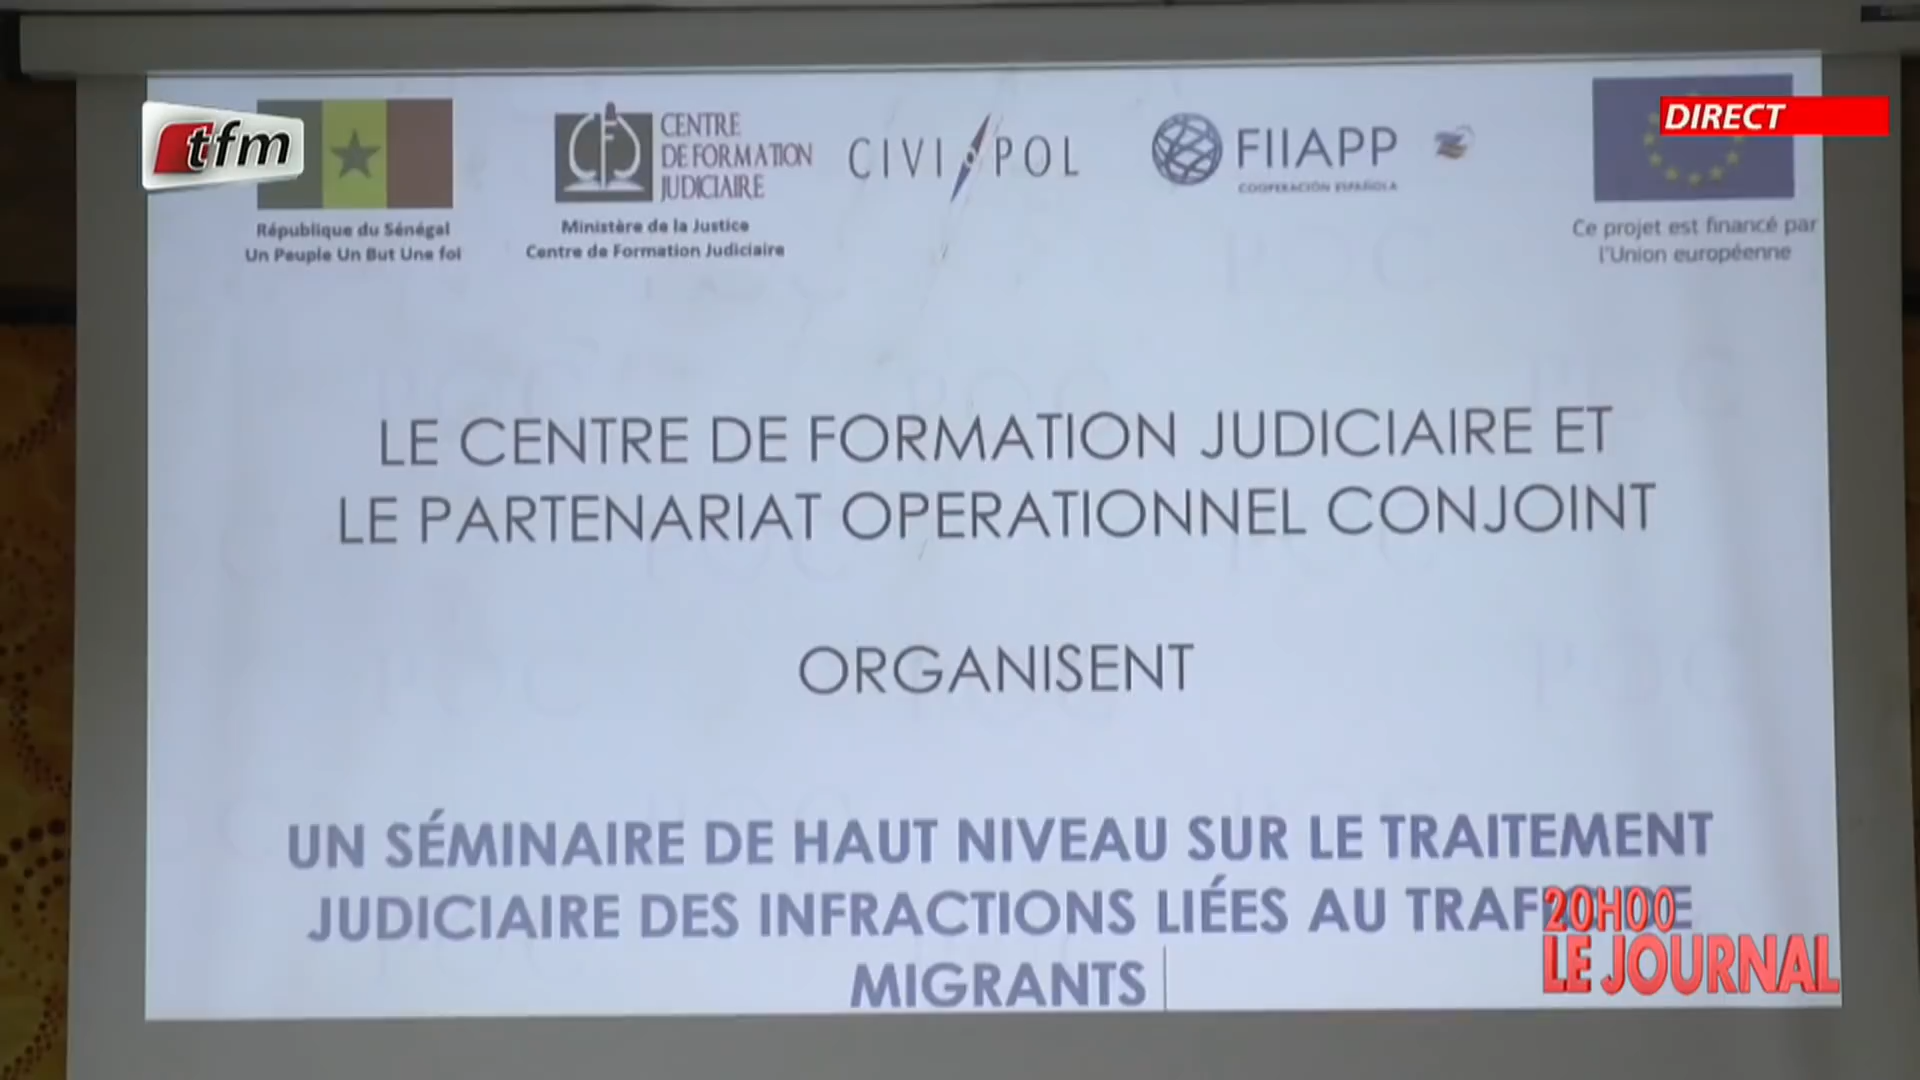 tfm
DIRECT
CENTRE
DE FORMATION
JUDICIAIRE
CIVIPOL
FIIAPP
COOPERACIÓN ESPAÑOLA
République du Sénégal
Un Peuple Un But Une foi
Ministère de la Justice
Centre de Formation Judiciaire
Ce projet est financé par
l'Union européenne
LE CENTRE DE FORMATION JUDICIAIRE ET
LE PARTENARIAT OPERATIONNEL CONJOINT
ORGANISENT
UN SÉMINAIRE DE HAUT NIVEAU SUR LE TRAITEMENT
JUDICIAIRE DES INFRACTIONS LIÉES AU
MIGRANTS
20H00
LE JOURNAL